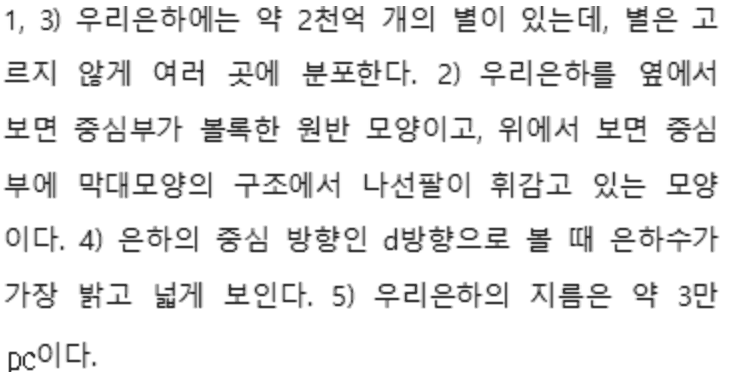 1, 3) 우리은하에는 약 2천억 개의 별이 있는데, 별은 고
르지 않게 여러 곳에 분포한다. 2) 우리은하를 옆에서
보면 중심부가 볼록한 원반 모양이고, 위에서 보면 중심
부에 막대모양의 구조에서 나선팔이 휘감고 있는 모양
이다. 4) 은하의 중심 방향인 d방향으로 볼 때 은하수가
가장 밝고 넓게 보인다. 5) 우리은하의 지름은 약 3만
pc이다.